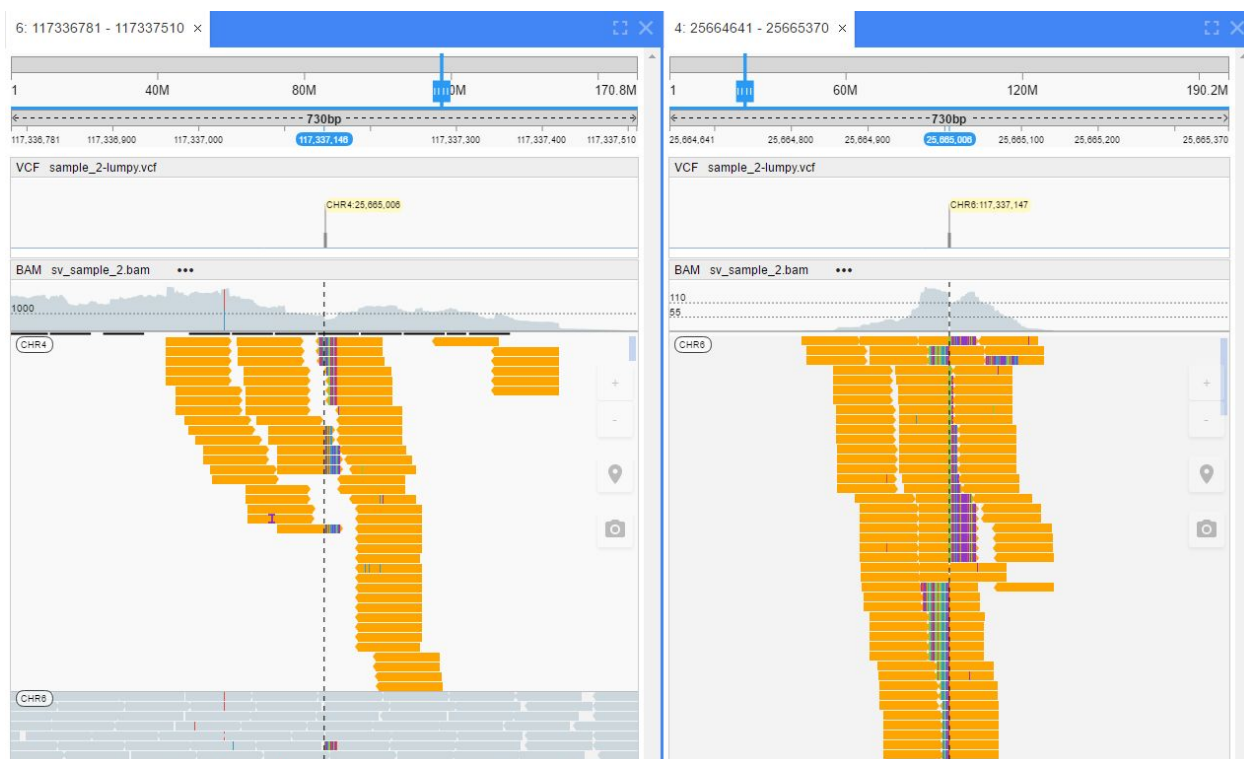 6: 117336781 - 117337510 ×
1 40M 80M 0M 170.8M
730bp
117,336,781 117,336,900 117,337,000 117,337,146 117,337,300 117,337,400 117,337,510
VCF sample_2-lumpy.vcf
CHR4:25,665,006
BAM sv_sample_2.bam •••
1000
CHR4
+
-
CHR6
4: 25664641 - 25665370 ×
1 60M 120M 190.2M
730bp
25,664,641 25,664,800 25,664,900 25,665,006 25,665,100 25,665,200 25,665,370
VCF sample_2-lumpy.vcf
CHR6:117,337,147
BAM sv_sample_2.bam •••
110
55
CHR6
+
-